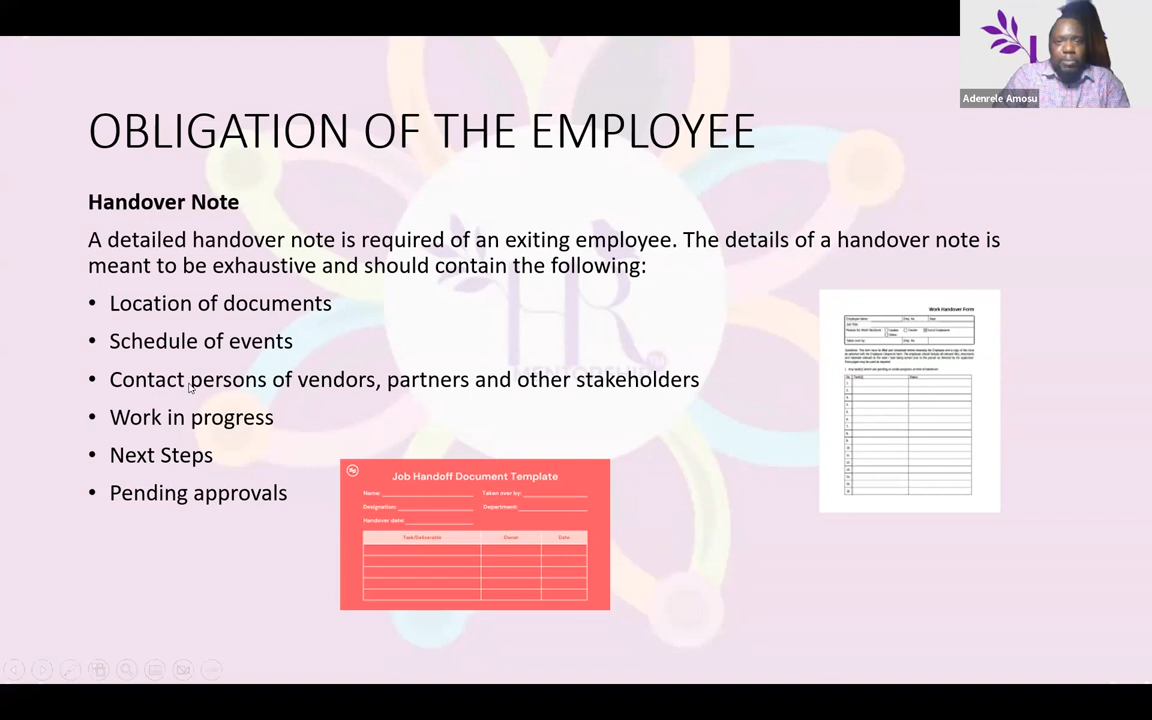 Adenrele Amosu
OBLIGATION OF THE EMPLOYEE
Handover Note
A detailed handover note is required of an exiting employee. The details of a handover note is
meant to be exhaustive and should contain the following:
• Location of documents
• Schedule of events
• Contact persons of vendors, partners and other stakeholders
• Work in progress
• Next Steps
• Pending approvals
Work Handover Form
Job Handoff Document Template
Name:
Taken over by:
Designation:
Department:
Handover date:
Task/Deliverable Owner Date
HR